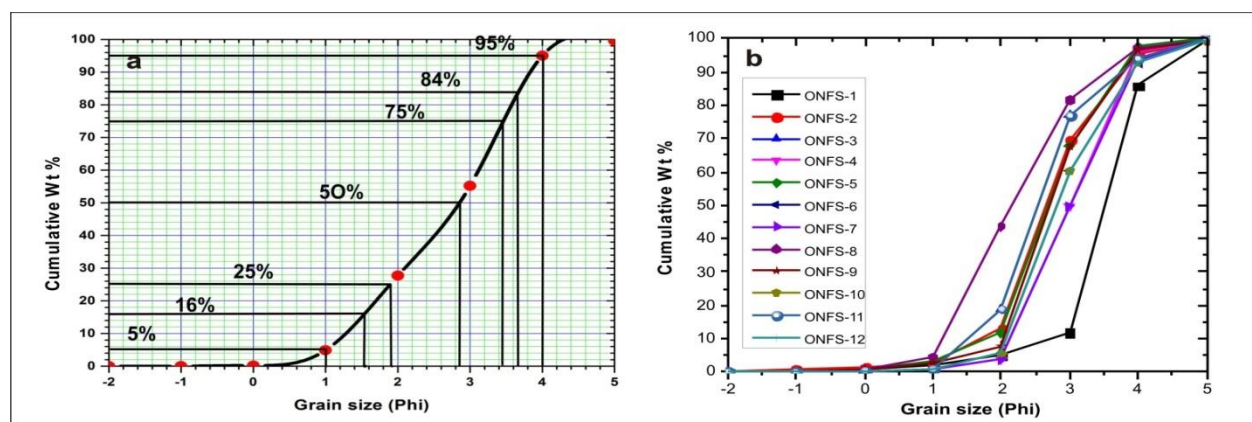 a
100
90
80
70
60
50
40
30
20
10
0
Cumulative Wt %
95%
84%
75%
5O%
25%
16%
5%
-2 -1 0 1 2 3 4 5
Grain size (Phi)
b
100
90
80
70
60
50
40
30
20
10
0
Cumulative Wt %
ONFS-1
ONFS-2
ONFS-3
ONFS-4
ONFS-5
ONFS-6
ONFS-7
ONFS-8
ONFS-9
ONFS-10
ONFS-11
ONFS-12
-2 -1 0 1 2 3 4 5
Grain size (Phi)